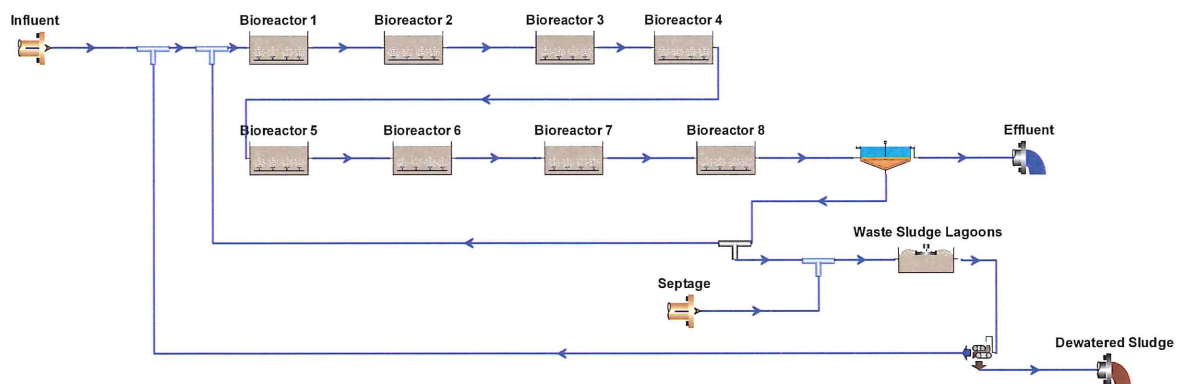 Influent
Bioreactor 1
Bioreactor 2
Bioreactor 3
Bioreactor 4
Bioreactor 5
Bioreactor 6
Bioreactor 7
Bioreactor 8
Effluent
Waste Sludge Lagoons
Septage
Dewatered Sludge